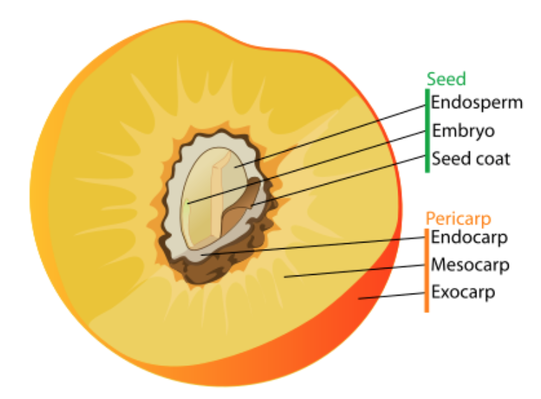 Seed
Endosperm
Embryo
Seed coat
Pericarp
Endocarp
Mesocarp
Exocarp